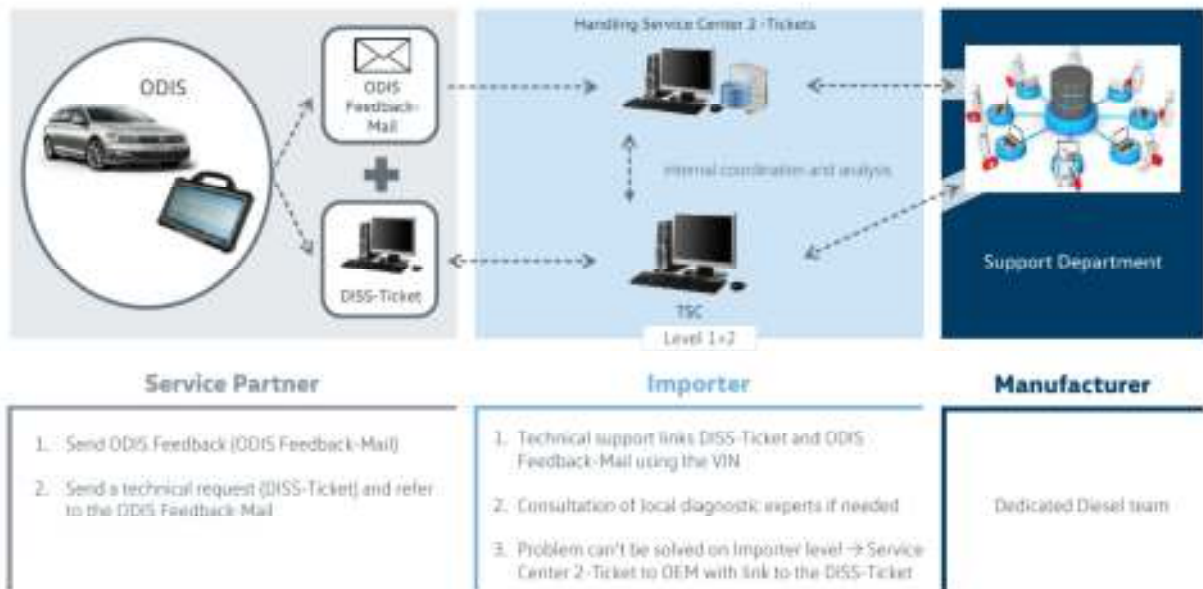 Handling Service Center 2 -Tickets
ODIS
ODIS
Feedback-
Mail
internal coordination and analysis
DISS-Ticket
TSC
Level 1+2
Support Department
Service Partner
1. Send ODIS Feedback (ODIS Feedback-Mail)
2. Send a technical request (DISS-Ticket) and refer
to the ODIS Feedback-Mail
Importer
1. Technical support links DISS-Ticket and ODIS
Feedback-Mail using the VIN
2. Consultation of local diagnostic experts if needed
3. Problem can't be solved on Importer level → Service
Center 2-Ticket to OEM with link to the DISS-Ticket
Manufacturer
Dedicated Diesel team